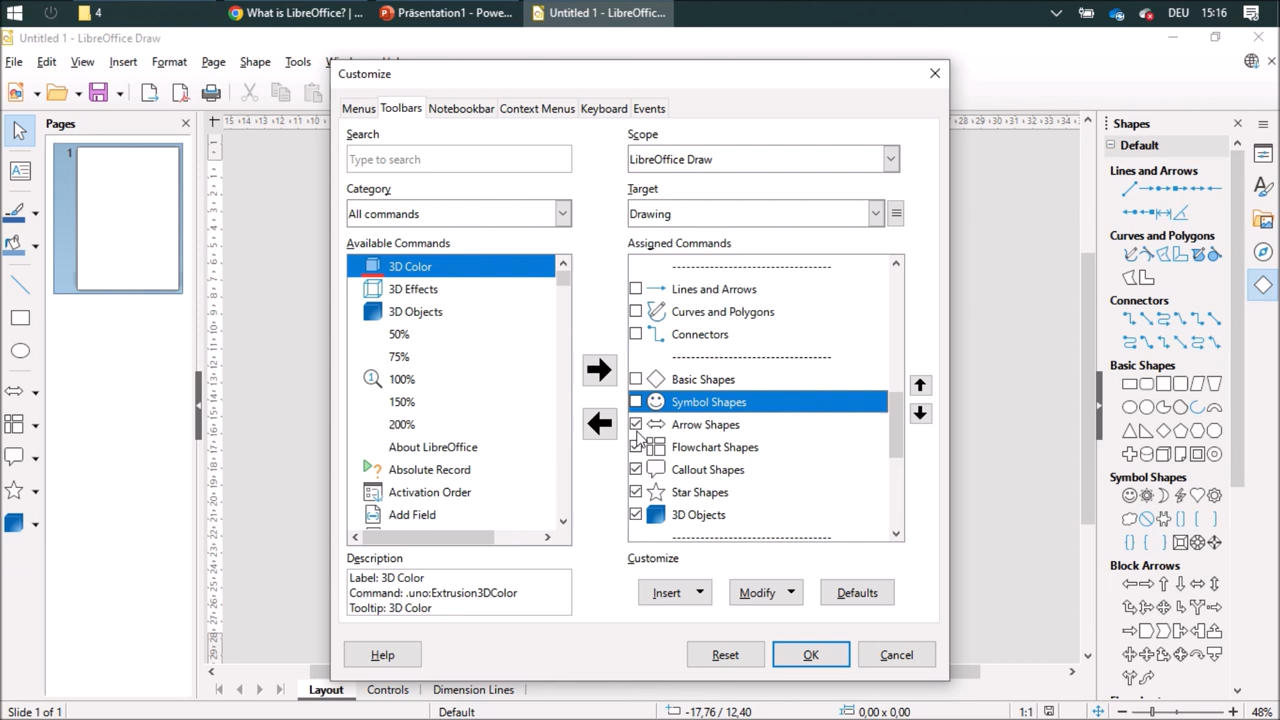 4
What is LibreOffice? | ...
Präsentation1 - Powe...
Untitled 1 - LibreOffic...
DEU
15:16
Untitled 1 - LibreOffice Draw
File Edit View Insert Format Page Shape Tools
Customize
Pages
1
Menus Toolbars Notebookbar Context Menus Keyboard Events
Search
Type to search
Category
All commands
Available Commands
3D Color
3D Effects
3D Objects
50%
75%
100%
150%
200%
About LibreOffice
Absolute Record
Activation Order
Add Field
Description
Label: 3D Color
Command: .uno:Extrusion3DColor
Tooltip: 3D Color
Scope
LibreOffice Draw
Target
Drawing
Assigned Commands
Lines and Arrows
Curves and Polygons
Connectors
Basic Shapes
Symbol Shapes
Arrow Shapes
Flowchart Shapes
Callout Shapes
Star Shapes
3D Objects
Customize
Insert Modify Defaults
Help Reset OK Cancel
Shapes
Default
Lines and Arrows
Curves and Polygons
Connectors
Basic Shapes
Symbol Shapes
Block Arrows
Layout Controls Dimension Lines
Slide 1 of 1
Default
-17,76 / 12,40
0,00 x 0,00
1:1
48%